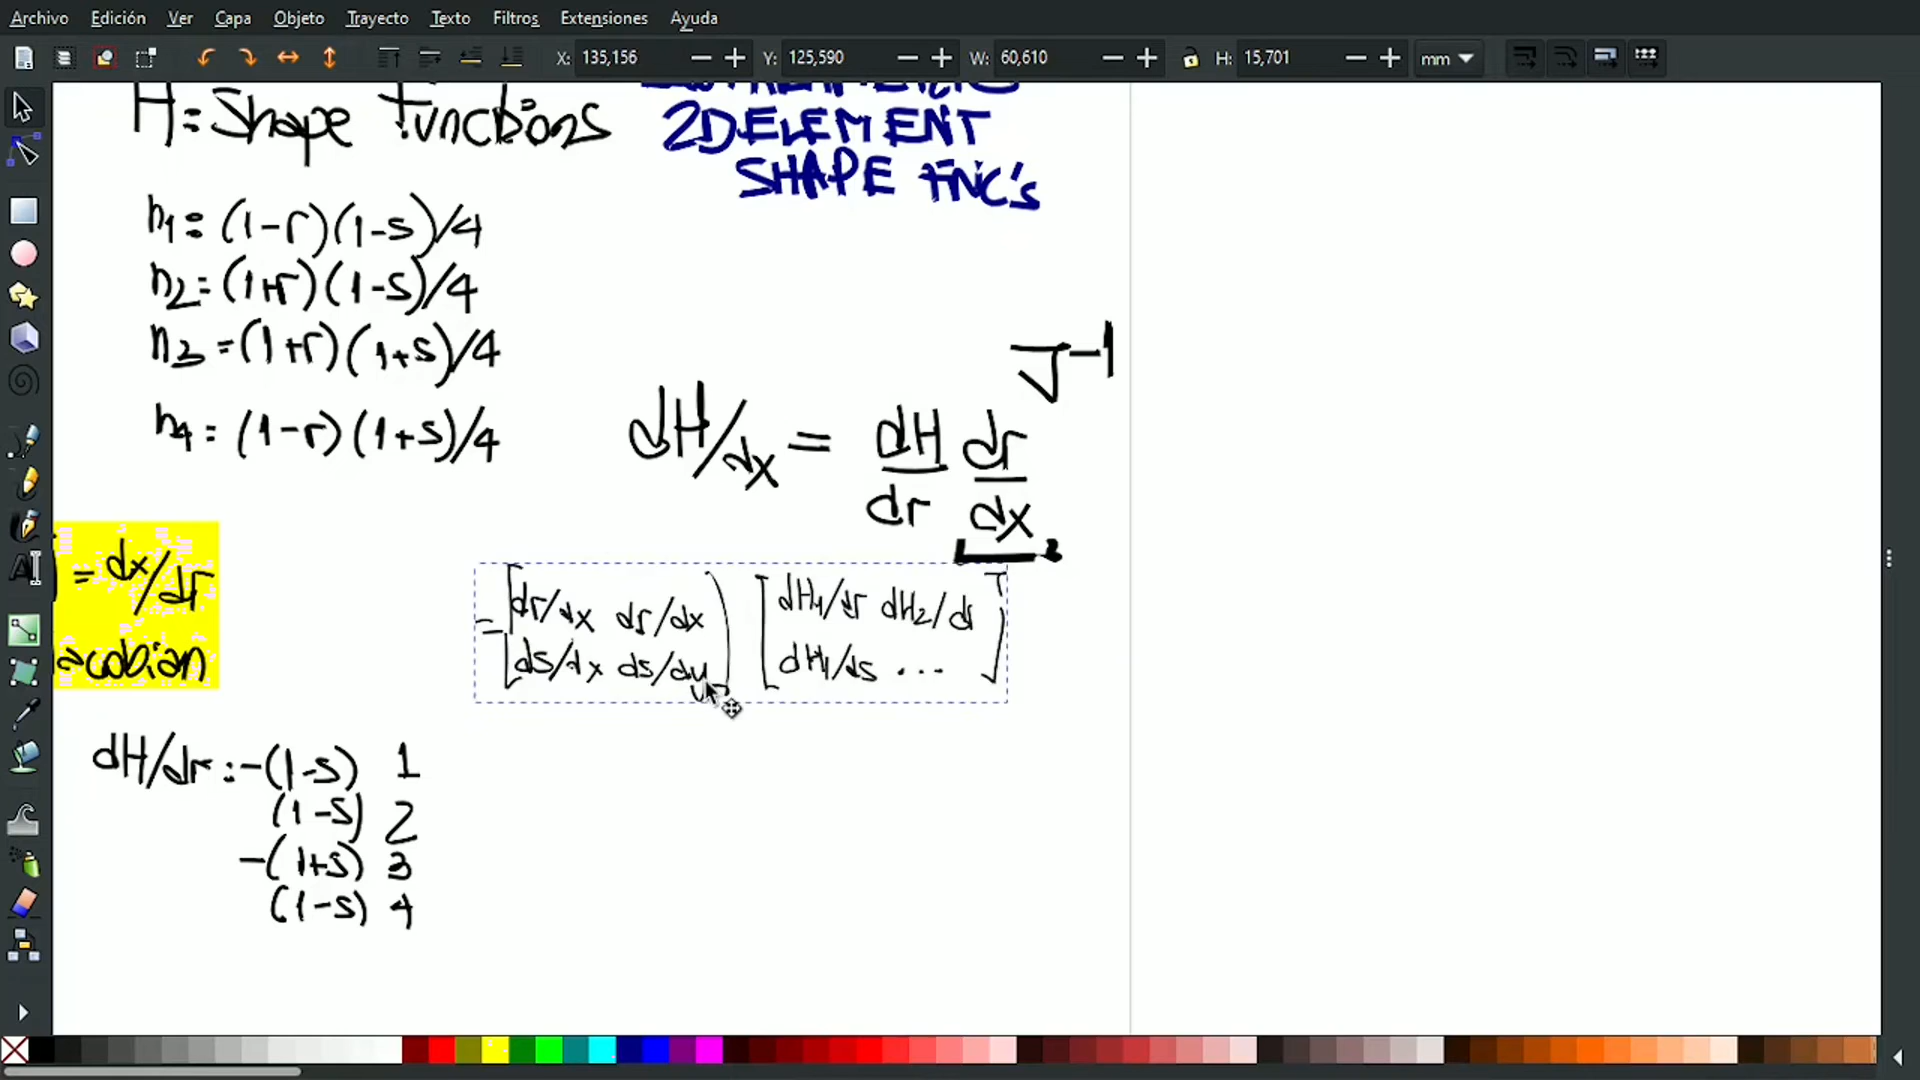 Archivo Edición Ver Capa Objeto Trayecto Texto Filtros Extensiones Ayuda
X: 135,156 Y: 125,590 W: 60,610 H: 15,701 mm
H = Shape Functions
2D ELEMENT
SHAPE FNC's
h1 = (1-r)(1-s)/4
h2 = (1+r)(1-s)/4
h3 = (1+r)(1+s)/4
h4 = (1-r)(1+s)/4
J-1
dH/dx = dH dr
dr dx
= dx/dr
cobian
= [dr/dx dr/dx] [dH1/dr dH2/dr]
[ds/dx ds/dy] [dH1/ds ...]
dH/dr: -(1-s) 1
(1-s) 2
-(1+s) 3
(1-s) 4